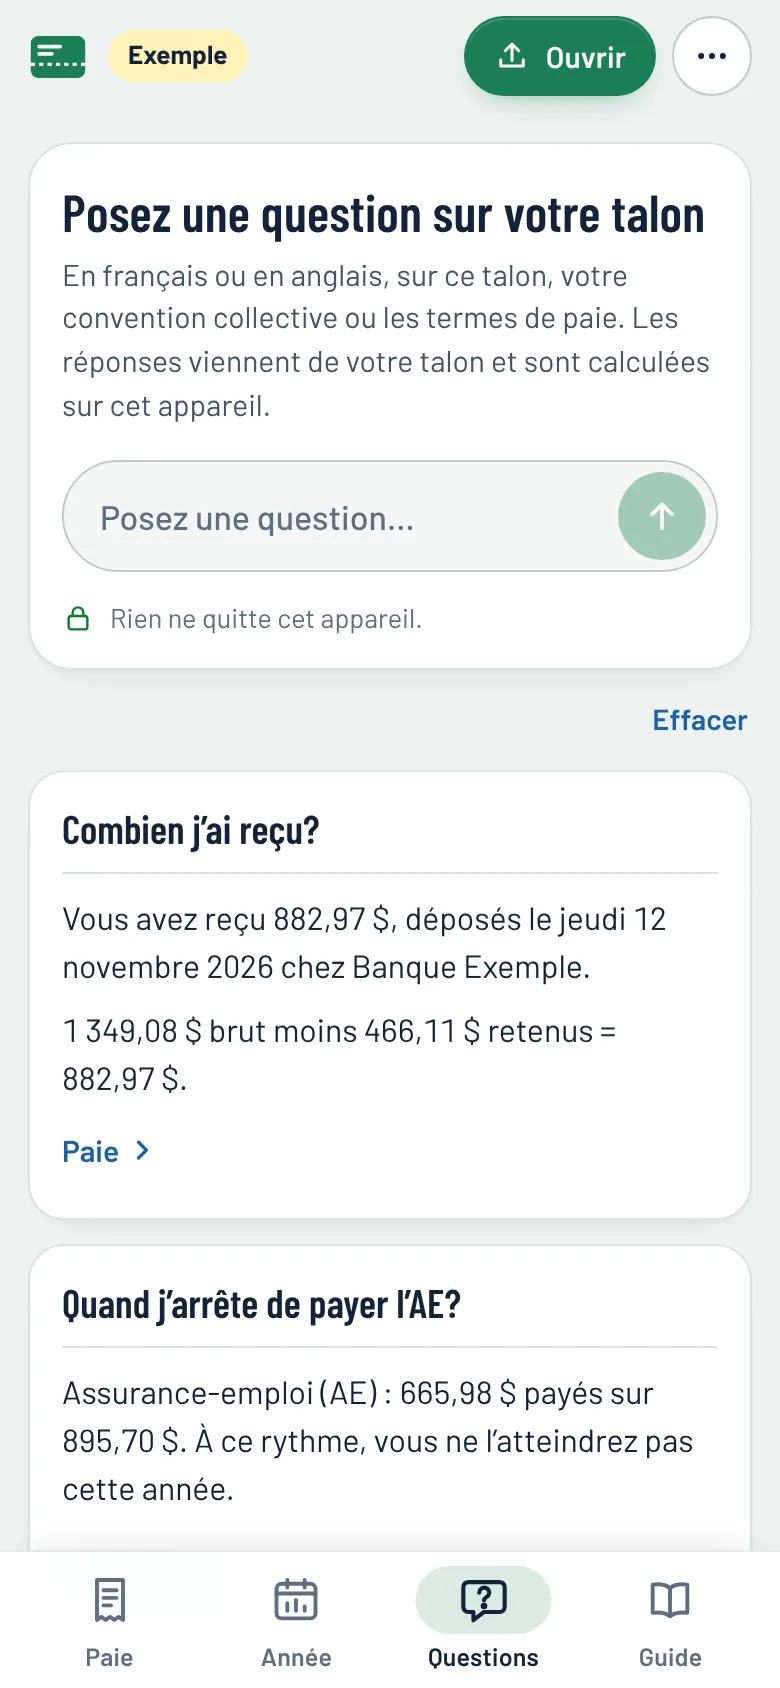 Exemple
Ouvrir
Posez une question sur votre talon
En français ou en anglais, sur ce talon, votre
convention collective ou les termes de paie. Les
réponses viennent de votre talon et sont calculées
sur cet appareil.
Posez une question...
Rien ne quitte cet appareil.
Effacer
Combien j’ai reçu?
Vous avez reçu 882,97 $, déposés le jeudi 12
novembre 2026 chez Banque Exemple.
1 349,08 $ brut moins 466,11 $ retenus =
882,97 $.
Paie
Quand j’arrête de payer l’AE?
Assurance-emploi (AE) : 665,98 $ payés sur
895,70 $. À ce rythme, vous ne l’atteindrez pas
cette année.
Paie
Année
Questions
Guide